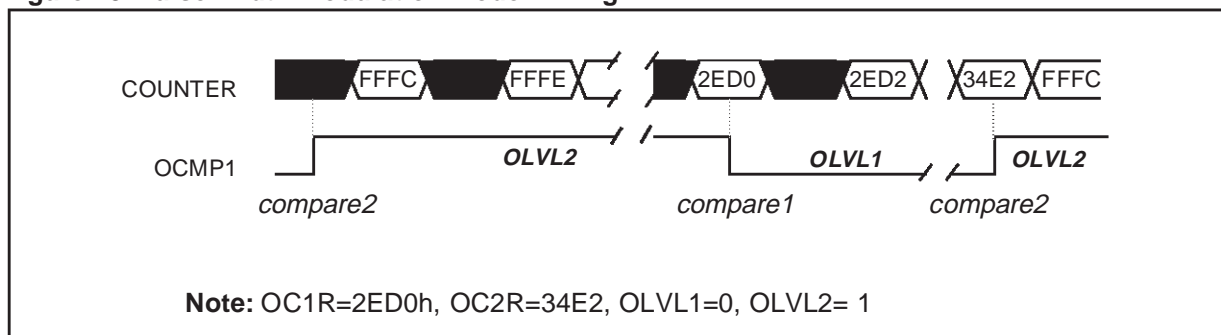 COUNTER FFFC FFFE 2ED0 2ED2 34E2 FFFC
OCMP1 OLVL2 OLVL1 OLVL2
compare2 compare1 compare2
Note: OC1R=2ED0h, OC2R=34E2, OLVL1=0, OLVL2= 1